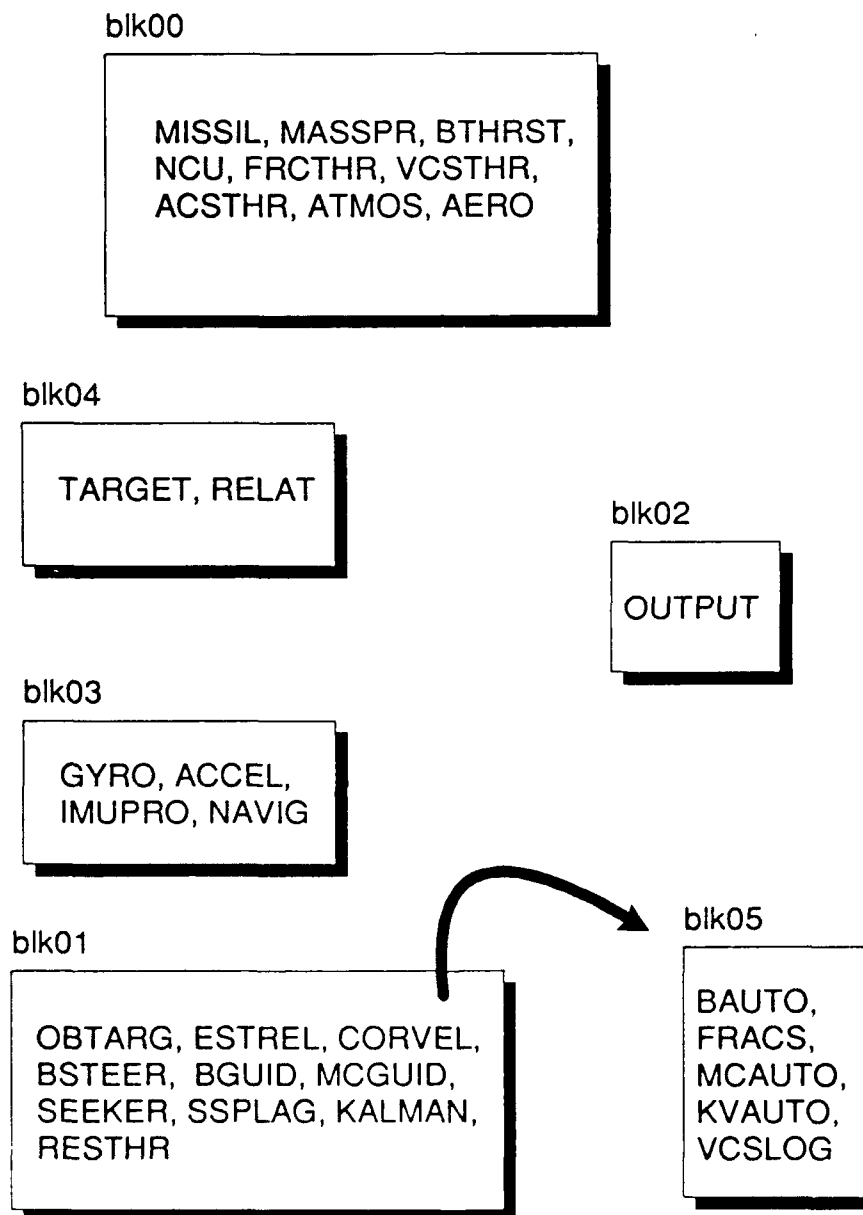 blk00
MISSIL, MASSPR, BTHRST,
NCU, FRCTHR, VCSTHR,
ACSTHR, ATMOS, AERO
blk04
TARGET, RELAT
blk02
OUTPUT
blk03
GYRO, ACCEL,
IMUPRO, NAVIG
blk01
OBTARG, ESTREL, CORVEL,
BSTEER, BGUID, MCGUID,
SEEKER, SSPLAG, KALMAN,
RESTHR
blk05
BAUTO,
FRACS,
MCAUTO,
KVAUTO,
VCSLOG